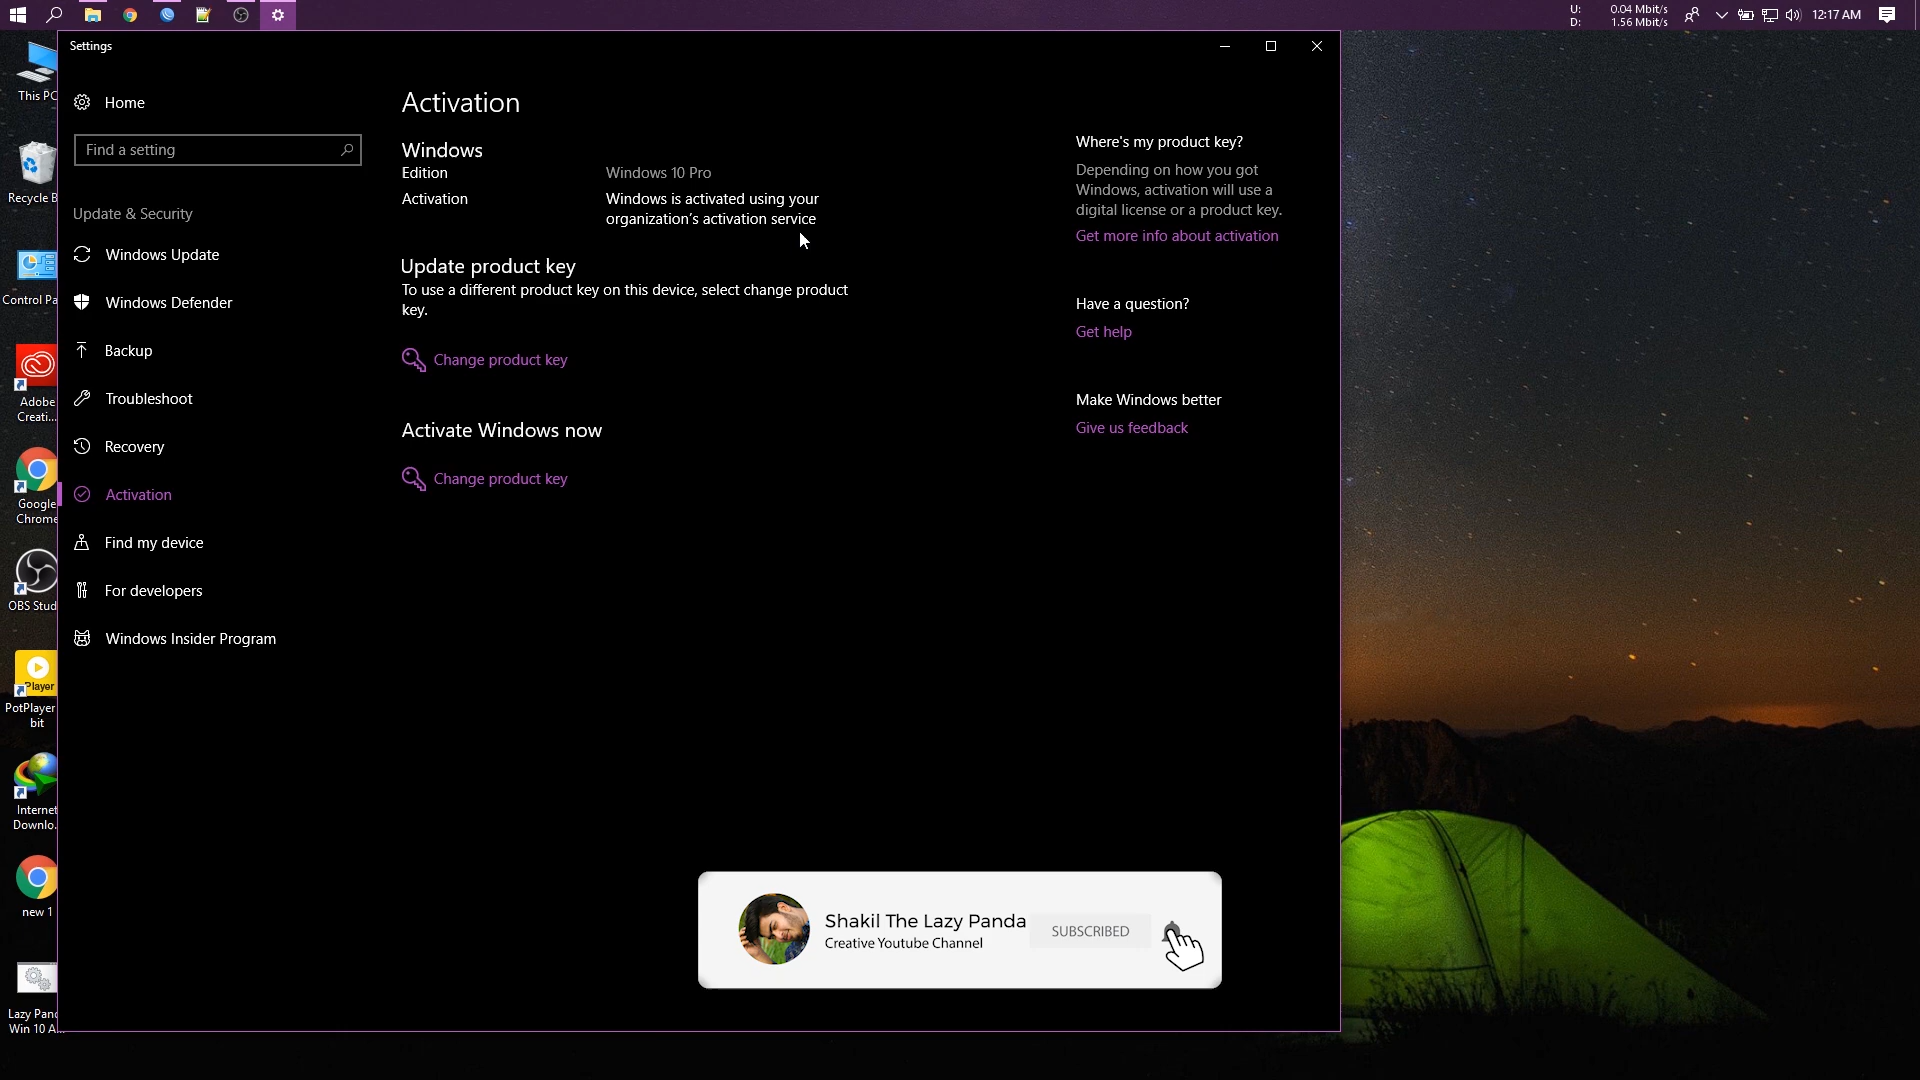 U: 0.04 Mbit/s
D: 1.56 Mbit/s
12:17 AM
This PC
Recycle B
Control Pa
Adobe
Creati...
Google
Chrome
OBS Stud
Player
PotPlayer
bit
Internet
Downlo...
new 1
Lazy Pand
Win 10 A...
Settings
Home
Find a setting
Update & Security
Windows Update
Windows Defender
Backup
Troubleshoot
Recovery
Activation
Find my device
For developers
Windows Insider Program
Activation
Windows
Edition Windows 10 Pro
Activation Windows is activated using your
organization's activation service
Update product key
To use a different product key on this device, select change product
key.
Change product key
Activate Windows now
Change product key
Where's my product key?
Depending on how you got
Windows, activation will use a
digital license or a product key.
Get more info about activation
Have a question?
Get help
Make Windows better
Give us feedback
Shakil The Lazy Panda
Creative Youtube Channel
SUBSCRIBED